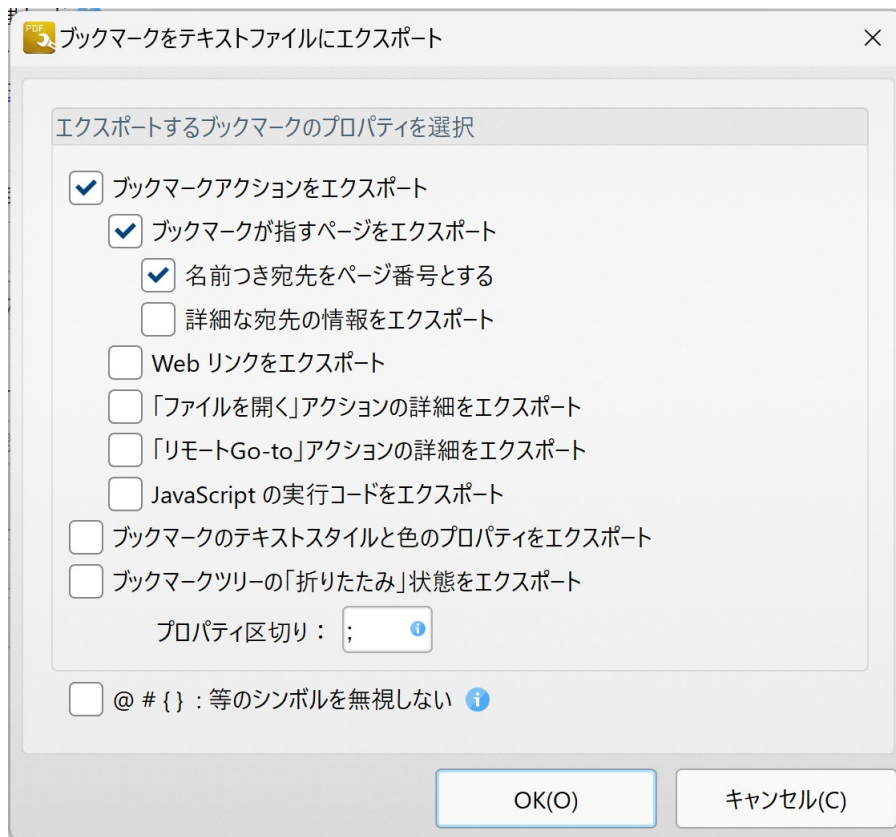 PDF
ブックマークをテキストファイルにエクスポート
エクスポートするブックマークのプロパティを選択
ブックマークアクションをエクスポート
ブックマークが指すページをエクスポート
名前つき宛先をページ番号とする
詳細な宛先の情報をエクスポート
Web リンクをエクスポート
「ファイルを開く」アクションの詳細をエクスポート
「リモートGo-to」アクションの詳細をエクスポート
JavaScript の実行コードをエクスポート
ブックマークのテキストスタイルと色のプロパティをエクスポート
ブックマークツリーの「折りたたみ」状態をエクスポート
プロパティ区切り： ;
@ # { } : 等のシンボルを無視しない
OK(O) キャンセル(C)